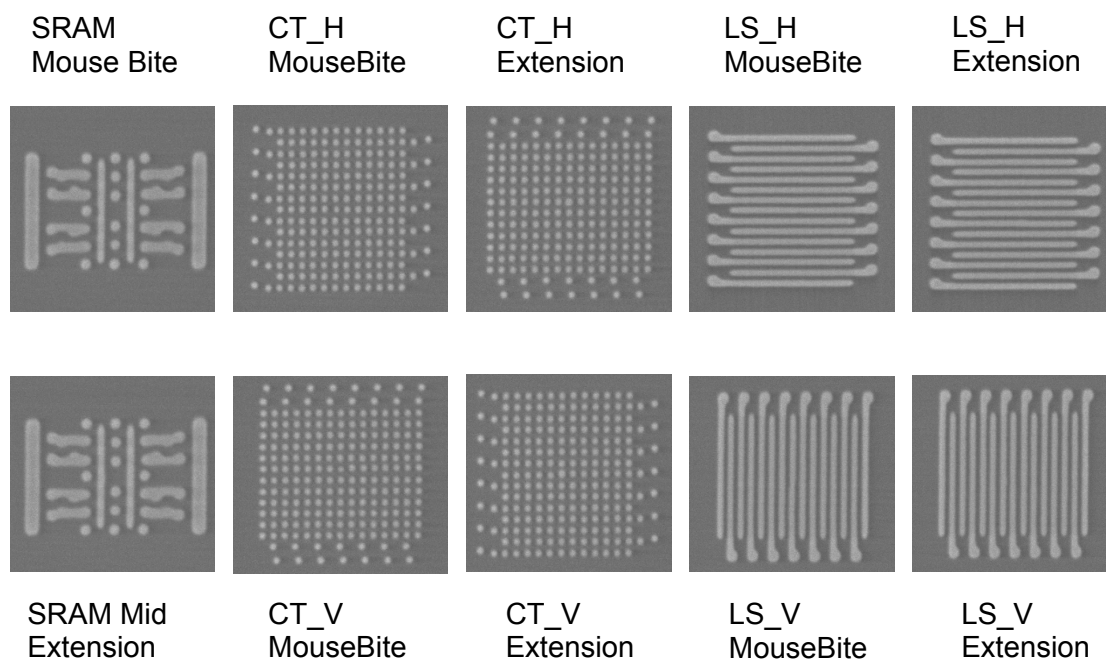 SRAM
Mouse Bite
CT_H
MouseBite
CT_H
Extension
LS_H
MouseBite
LS_H
Extension
SRAM Mid
Extension
CT_V
MouseBite
CT_V
Extension
LS_V
MouseBite
LS_V
Extension